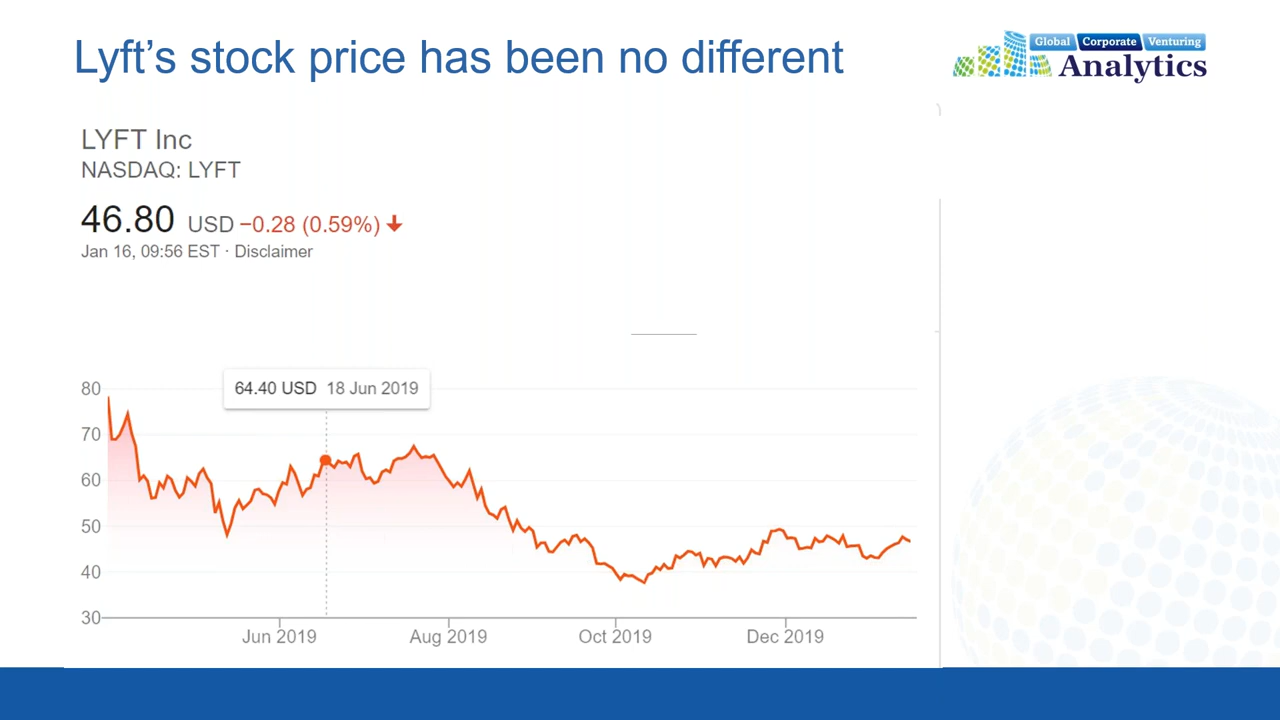 Lyft’s stock price has been no different
Global Corporate Venturing
Analytics
LYFT Inc
NASDAQ: LYFT
46.80 USD −0.28 (0.59%)
Jan 16, 09:56 EST · Disclaimer
64.40 USD 18 Jun 2019
80
70
60
50
40
30
Jun 2019 Aug 2019 Oct 2019 Dec 2019